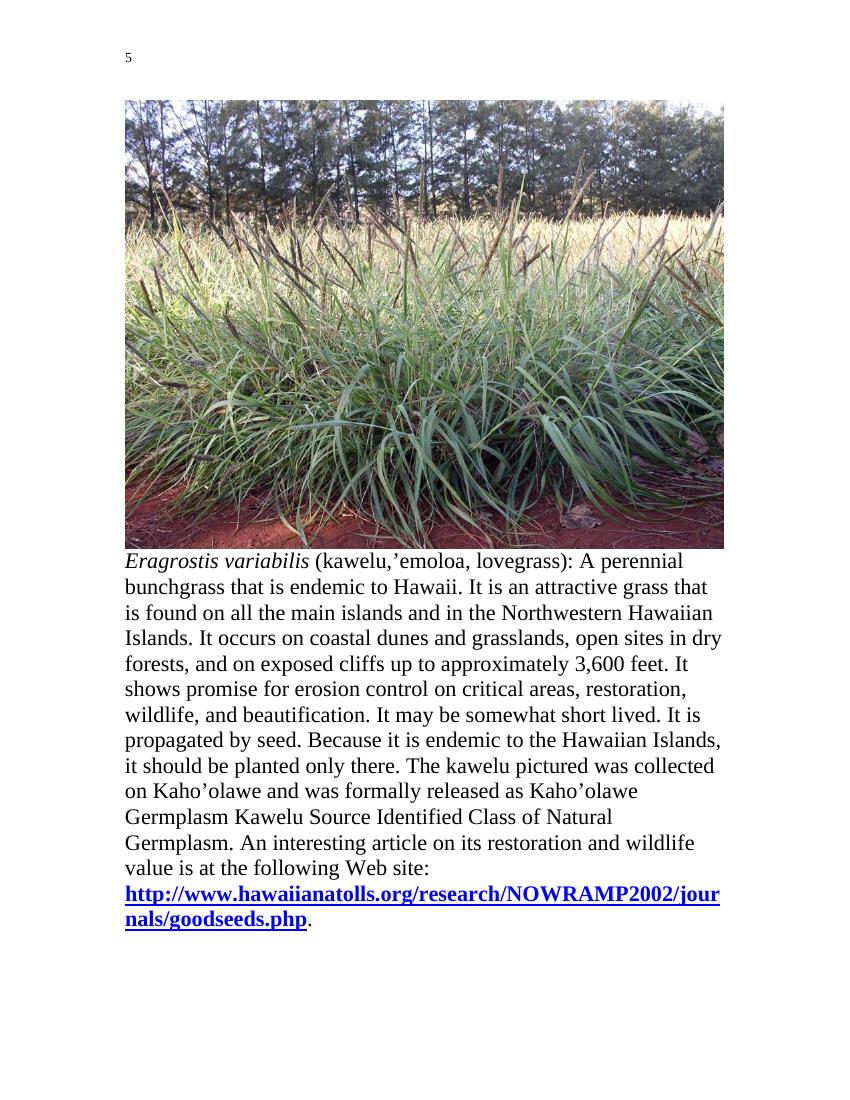 5
Eragrostis variabilis (kawelu,’emoloa, lovegrass): A perennial
bunchgrass that is endemic to Hawaii. It is an attractive grass that
is found on all the main islands and in the Northwestern Hawaiian
Islands. It occurs on coastal dunes and grasslands, open sites in dry
forests, and on exposed cliffs up to approximately 3,600 feet. It
shows promise for erosion control on critical areas, restoration,
wildlife, and beautification. It may be somewhat short lived. It is
propagated by seed. Because it is endemic to the Hawaiian Islands,
it should be planted only there. The kawelu pictured was collected
on Kaho’olawe and was formally released as Kaho’olawe
Germplasm Kawelu Source Identified Class of Natural
Germplasm. An interesting article on its restoration and wildlife
value is at the following Web site:
http://www.hawaiianatolls.org/research/NOWRAMP2002/jour
nals/goodseeds.php.